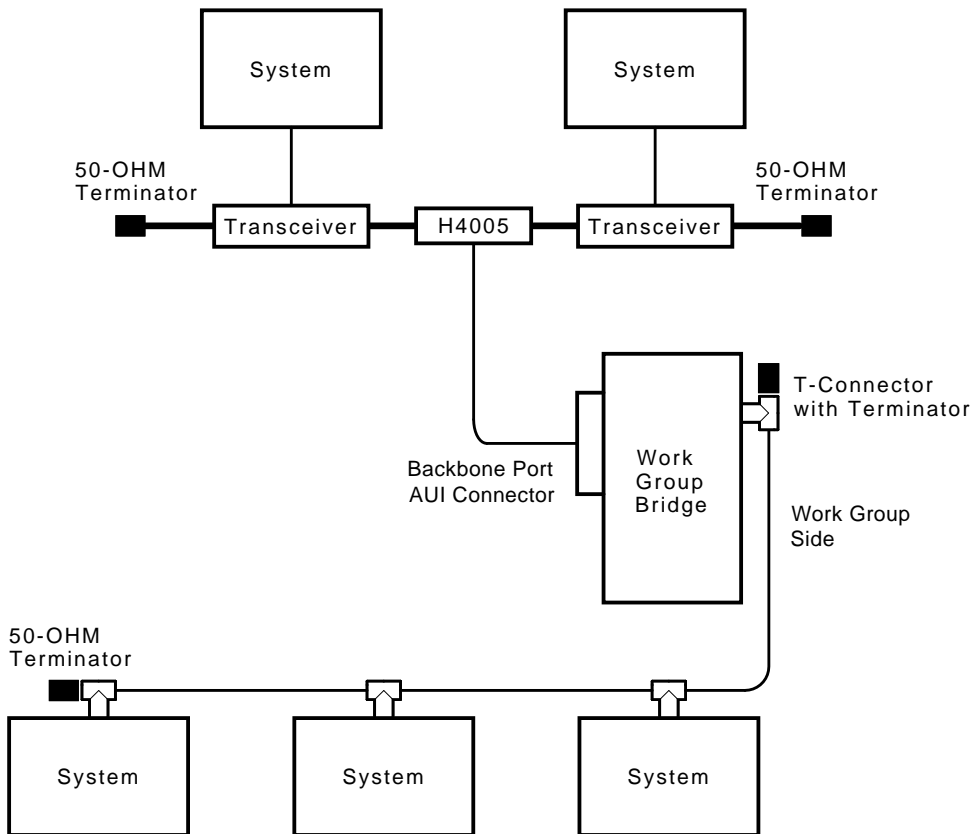 System
System
50-OHM
Terminator
50-OHM
Terminator
Transceiver
H4005
Transceiver
T-Connector
with Terminator
Backbone Port
AUI Connector
Work
Group
Bridge
Work Group
Side
50-OHM
Terminator
System
System
System